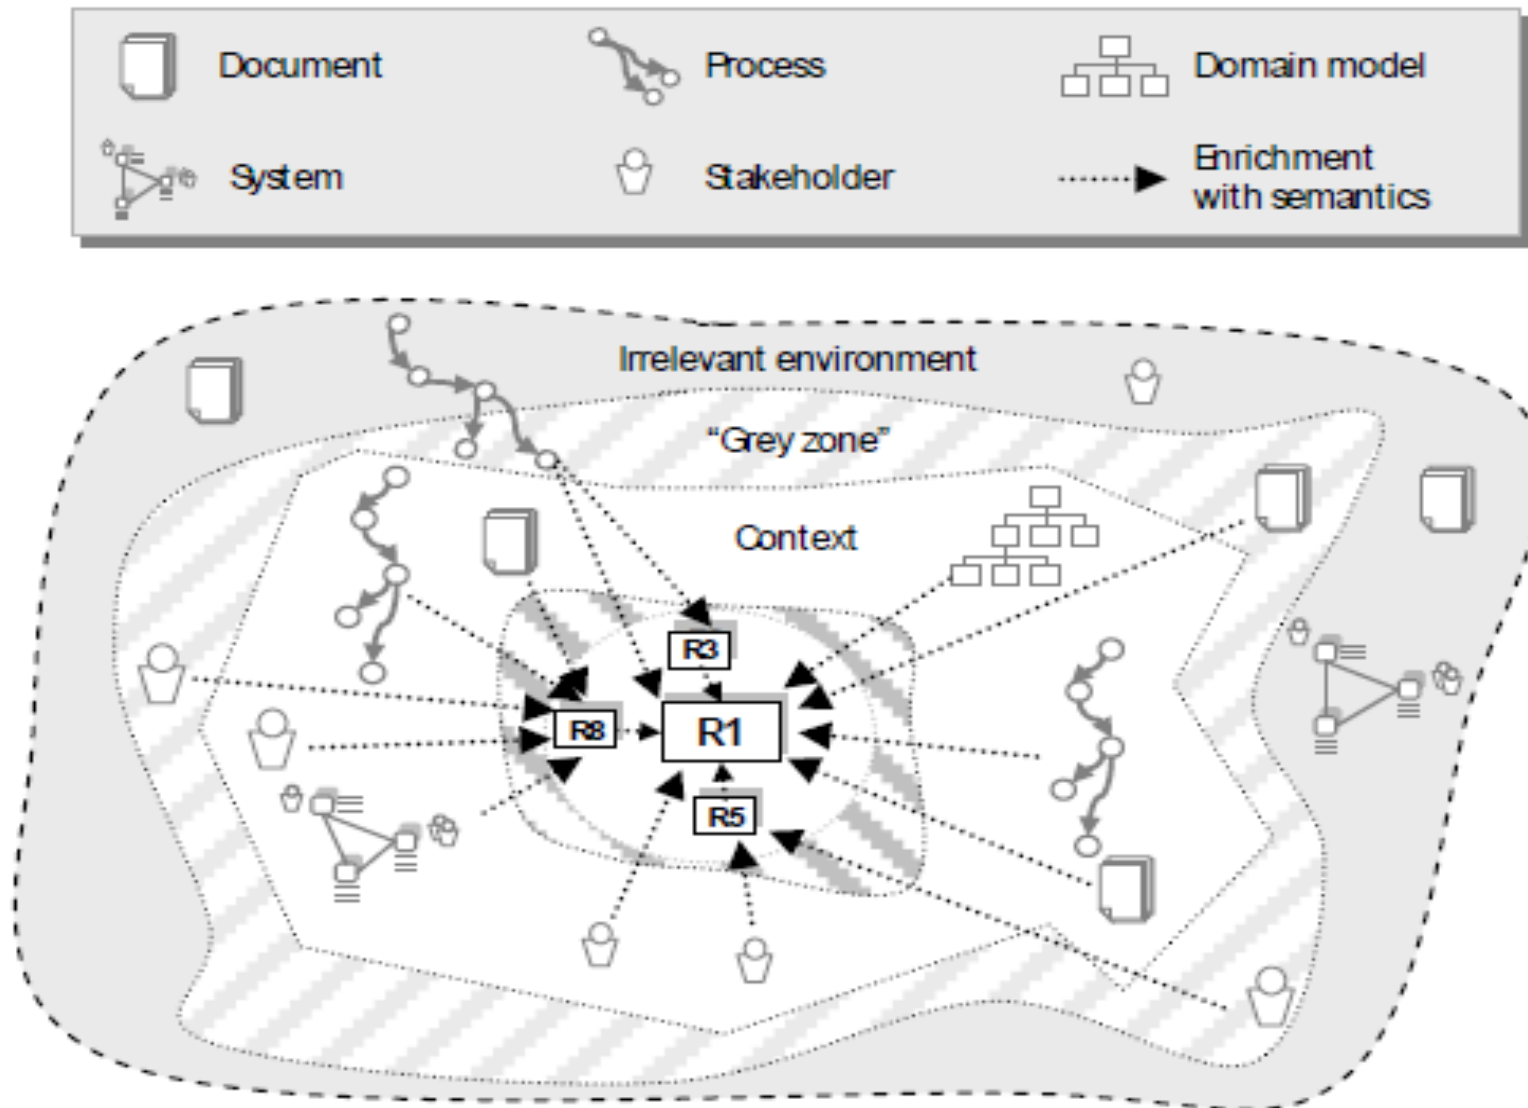 Document
Process
Domain model
System
Stakeholder
Enrichment
with semantics
Irrelevant environment
"Grey zone"
Context
R3
R8
R1
R5